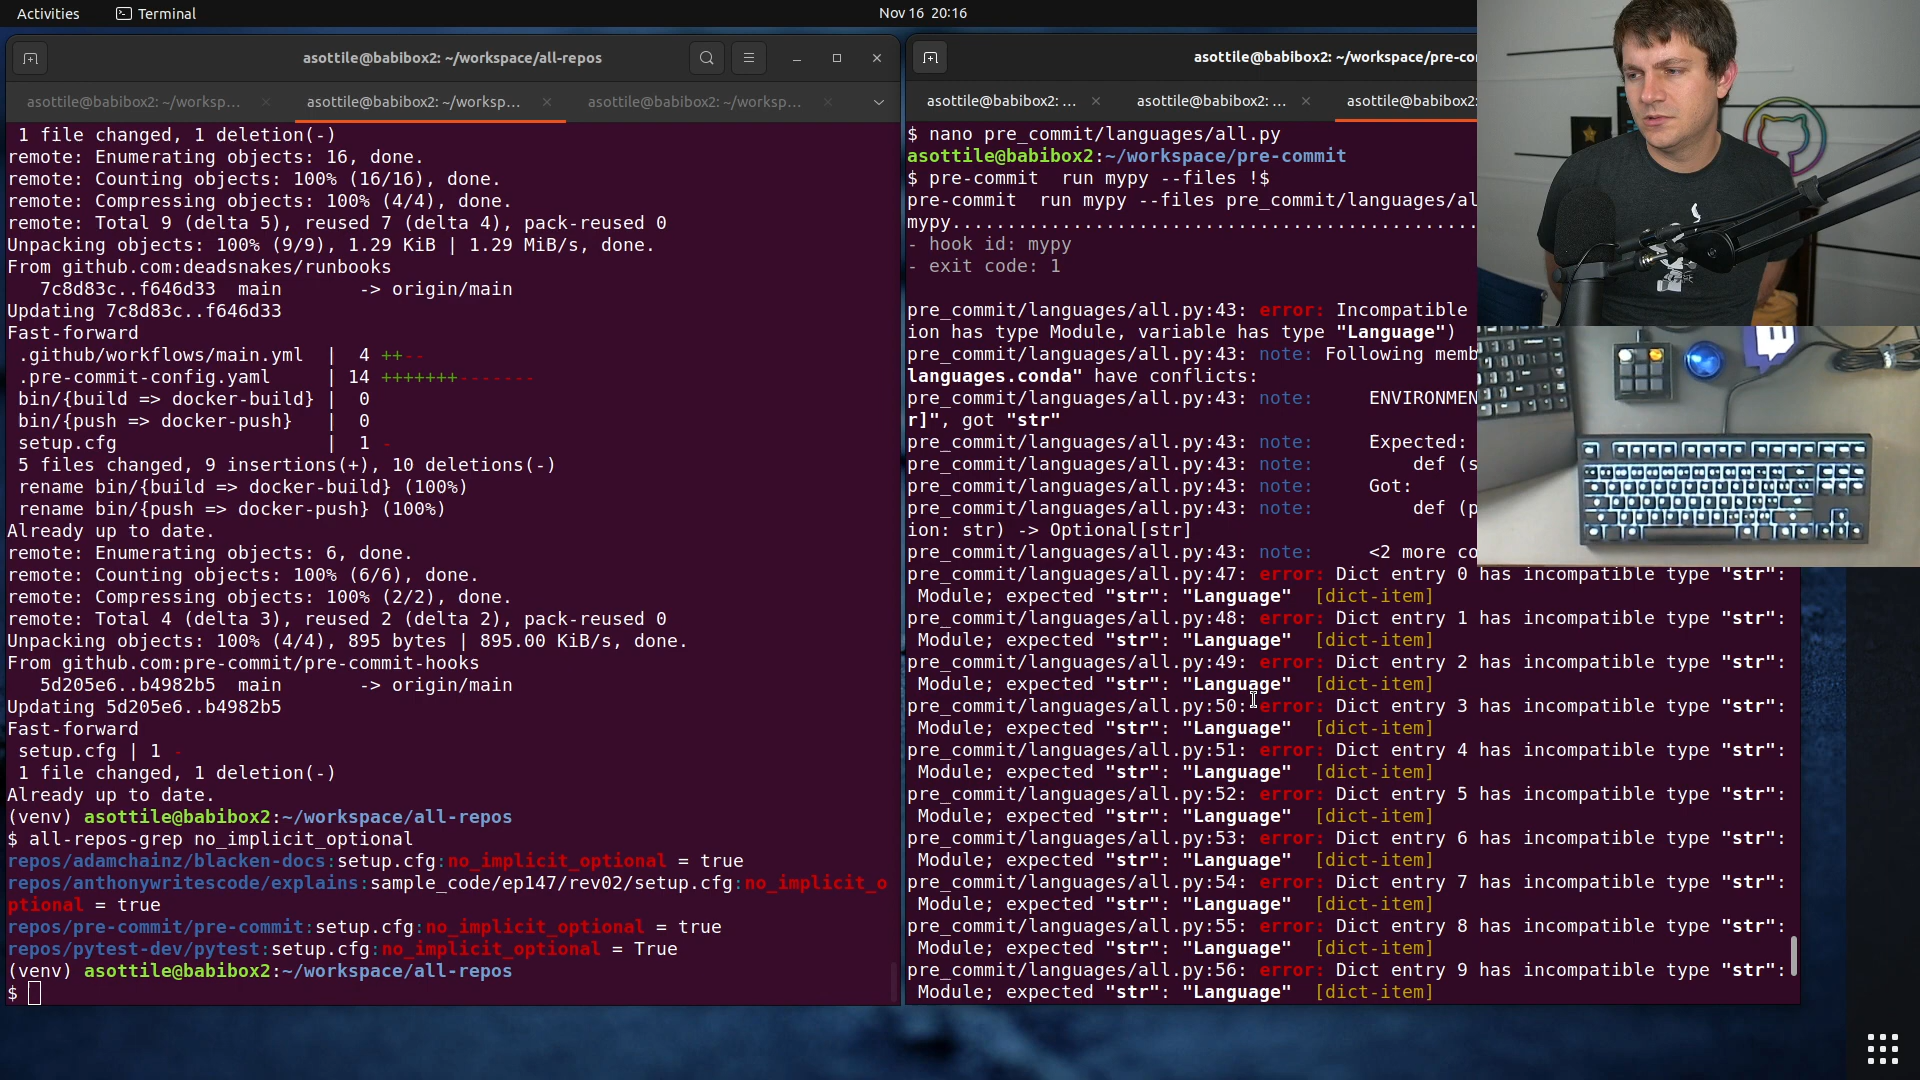 Activities
Terminal
Nov 16 20:16
asottile@babibox2: ~/workspace/all-repos
asottile@babibox2: ~/worksp...
asottile@babibox2: ~/worksp...
asottile@babibox2: ~/worksp...
1 file changed, 1 deletion(-)
remote: Enumerating objects: 16, done.
remote: Counting objects: 100% (16/16), done.
remote: Compressing objects: 100% (4/4), done.
remote: Total 9 (delta 5), reused 7 (delta 4), pack-reused 0
Unpacking objects: 100% (9/9), 1.29 KiB | 1.29 MiB/s, done.
From github.com:deadsnakes/runbooks
7c8d83c..f646d33  main       -> origin/main
Updating 7c8d83c..f646d33
Fast-forward
.github/workflows/main.yml  |  4 ++--
.pre-commit-config.yaml     | 14 +++++++-------
bin/{build => docker-build} |  0
bin/{push => docker-push}   |  0
setup.cfg                   |  1 -
5 files changed, 9 insertions(+), 10 deletions(-)
rename bin/{build => docker-build} (100%)
rename bin/{push => docker-push} (100%)
Already up to date.
remote: Enumerating objects: 6, done.
remote: Counting objects: 100% (6/6), done.
remote: Compressing objects: 100% (2/2), done.
remote: Total 4 (delta 3), reused 2 (delta 2), pack-reused 0
Unpacking objects: 100% (4/4), 895 bytes | 895.00 KiB/s, done.
From github.com:pre-commit/pre-commit-hooks
5d205e6..b4982b5  main       -> origin/main
Updating 5d205e6..b4982b5
Fast-forward
setup.cfg | 1 -
1 file changed, 1 deletion(-)
Already up to date.
(venv) asottile@babibox2:~/workspace/all-repos
$ all-repos-grep no_implicit_optional
repos/adamchainz/blacken-docs:setup.cfg:no_implicit_optional = true
repos/anthonywritescode/explains:sample_code/ep147/rev02/setup.cfg:no_implicit_o
ptional = true
repos/pre-commit/pre-commit:setup.cfg:no_implicit_optional = true
repos/pytest-dev/pytest:setup.cfg:no_implicit_optional = True
(venv) asottile@babibox2:~/workspace/all-repos
$
asottile@babibox2: ~/workspace/pre-co
asottile@babibox2: ...
asottile@babibox2: ...
asottile@babibox2:
$ nano pre_commit/languages/all.py
asottile@babibox2:~/workspace/pre-commit
$ pre-commit  run mypy --files !$
pre-commit  run mypy --files pre_commit/languages/al
mypy................................................
- hook id: mypy
- exit code: 1
pre_commit/languages/all.py:43: error: Incompatible
ion has type Module, variable has type "Language")
pre_commit/languages/all.py:43: note: Following memb
languages.conda" have conflicts:
pre_commit/languages/all.py:43: note:     ENVIRONMEN
r]", got "str"
pre_commit/languages/all.py:43: note:     Expected:
pre_commit/languages/all.py:43: note:         def (s
pre_commit/languages/all.py:43: note:     Got:
pre_commit/languages/all.py:43: note:         def (p
ion: str) -> Optional[str]
pre_commit/languages/all.py:43: note:     <2 more co
pre_commit/languages/all.py:47: error: Dict entry 0 has incompatible type "str":
Module; expected "str": "Language"  [dict-item]
pre_commit/languages/all.py:48: error: Dict entry 1 has incompatible type "str":
Module; expected "str": "Language"  [dict-item]
pre_commit/languages/all.py:49: error: Dict entry 2 has incompatible type "str":
Module; expected "str": "Language"  [dict-item]
pre_commit/languages/all.py:50: error: Dict entry 3 has incompatible type "str":
Module; expected "str": "Language"  [dict-item]
pre_commit/languages/all.py:51: error: Dict entry 4 has incompatible type "str":
Module; expected "str": "Language"  [dict-item]
pre_commit/languages/all.py:52: error: Dict entry 5 has incompatible type "str":
Module; expected "str": "Language"  [dict-item]
pre_commit/languages/all.py:53: error: Dict entry 6 has incompatible type "str":
Module; expected "str": "Language"  [dict-item]
pre_commit/languages/all.py:54: error: Dict entry 7 has incompatible type "str":
Module; expected "str": "Language"  [dict-item]
pre_commit/languages/all.py:55: error: Dict entry 8 has incompatible type "str":
Module; expected "str": "Language"  [dict-item]
pre_commit/languages/all.py:56: error: Dict entry 9 has incompatible type "str":
Module; expected "str": "Language"  [dict-item]